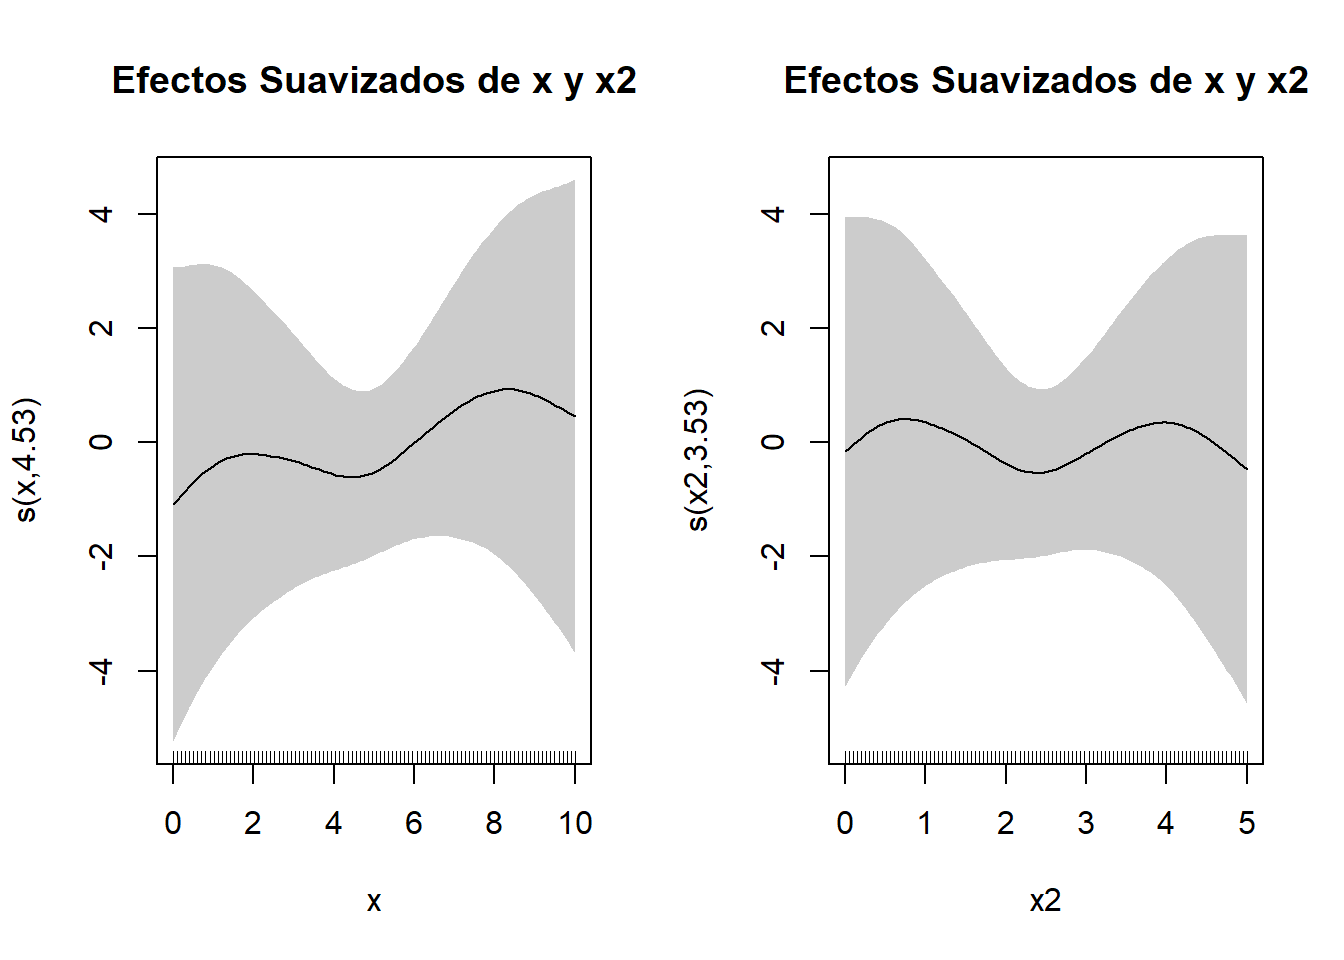 Efectos Suavizados de x y x2
s(x,4.53)
4
2
0
-2
-4
0 2 4 6 8 10
x
Efectos Suavizados de x y x2
s(x2,3.53)
4
2
0
-2
-4
0 1 2 3 4 5
x2